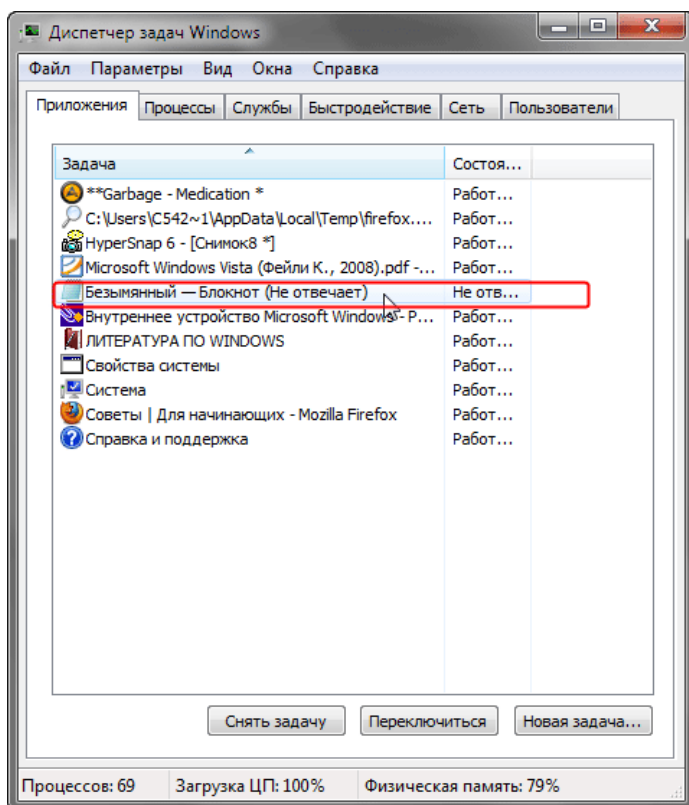 Диспетчер задач Windows
Файл Параметры Вид Окна Справка
Приложения Процессы Службы Быстродействие Сеть Пользователи
Задача Состоя...
**Garbage - Medication * Работ...
C:\Users\C542~1\AppData\Local\Temp\firefox.... Работ...
HyperSnap 6 - [Снимок8 *] Работ...
Microsoft Windows Vista (Фейли К., 2008).pdf -... Работ...
Безымянный — Блокнот (Не отвечает) Не отв...
Внутреннее устройство Microsoft Windows - P... Работ...
ЛИТЕРАТУРА ПО WINDOWS Работ...
Свойства системы Работ...
Система Работ...
Советы | Для начинающих - Mozilla Firefox Работ...
Справка и поддержка Работ...
Снять задачу Переключиться Новая задача...
Процессов: 69 Загрузка ЦП: 100% Физическая память: 79%